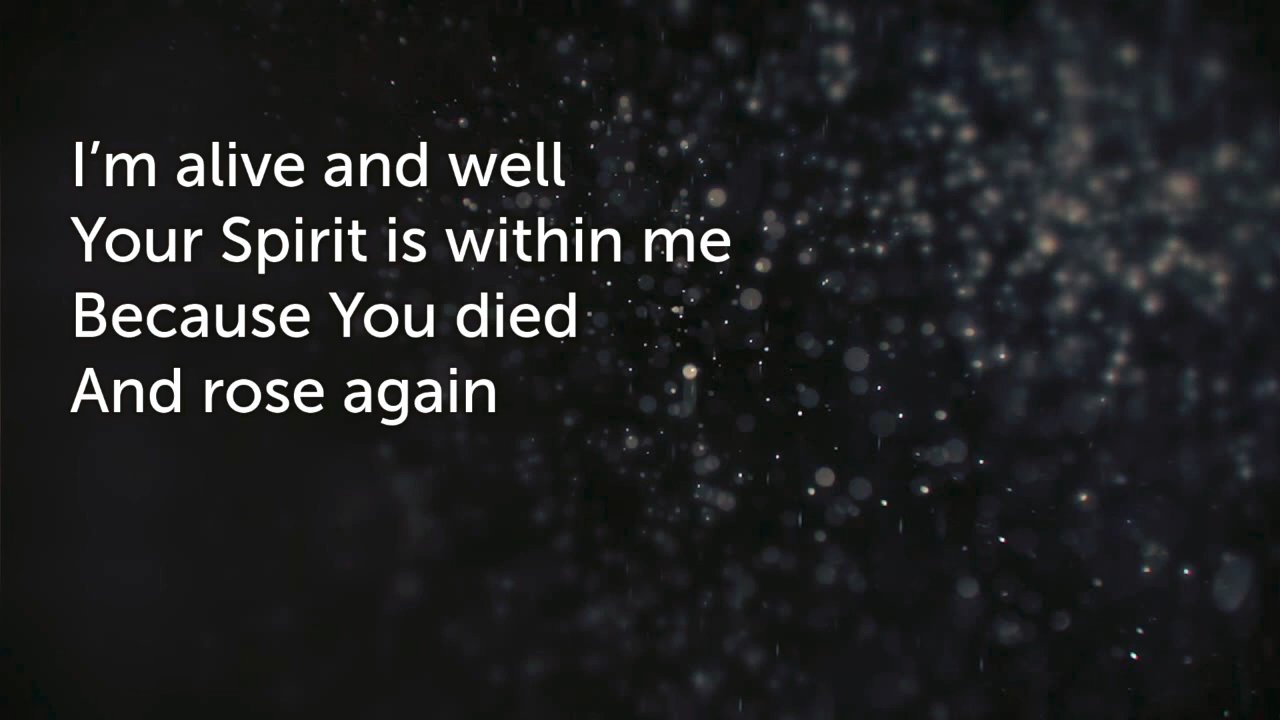 I’m alive and well
Your Spirit is within me
Because You died
And rose again